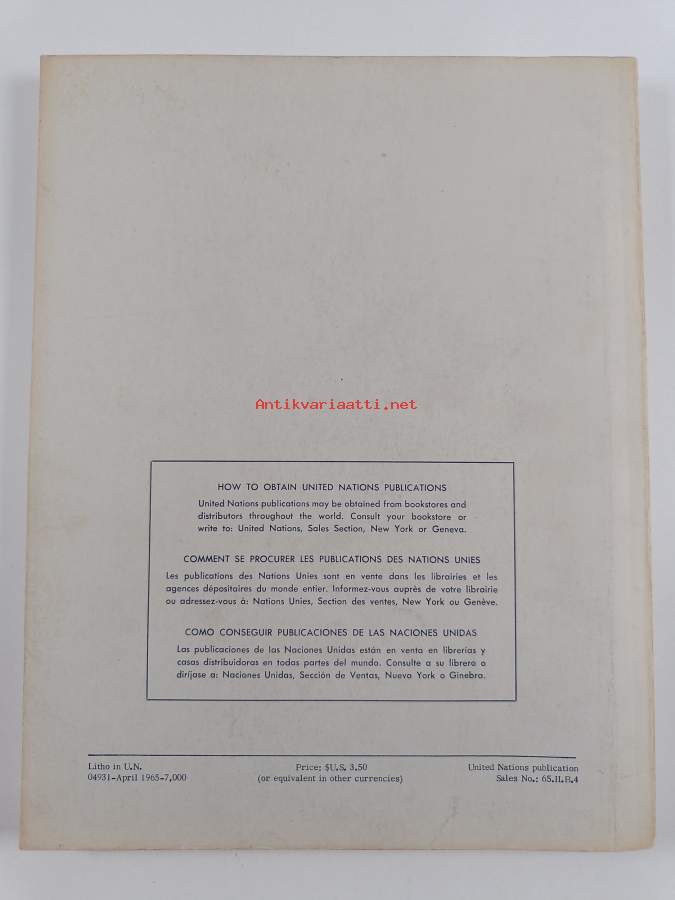 Antikvariaatti.net
HOW TO OBTAIN UNITED NATIONS PUBLICATIONS
United Nations publications may be obtained from bookstores and
distributors throughout the world. Consult your bookstore or
write to: United Nations, Sales Section, New York or Geneva.
COMMENT SE PROCURER LES PUBLICATIONS DES NATIONS UNIES
Les publications des Nations Unies sont en vente dans les librairies et les
agences dépositaires du monde entier. Informez-vous auprès de votre librairie
ou adressez-vous à: Nations Unies, Section des ventes, New York ou Genève.
COMO CONSEGUIR PUBLICACIONES DE LAS NACIONES UNIDAS
Las publicaciones de las Naciones Unidas están en venta en librerías y
casas distribuidoras en todas partes del mundo. Consulte a su librero o
diríjase a: Naciones Unidas, Sección de Ventas, Nueva York o Ginebra.
Litho in U.N. Price: $U.S. 3.50 United Nations publication
04931-April 1965-7,000 (or equivalent in other currencies) Sales No.: 65.II.B.4